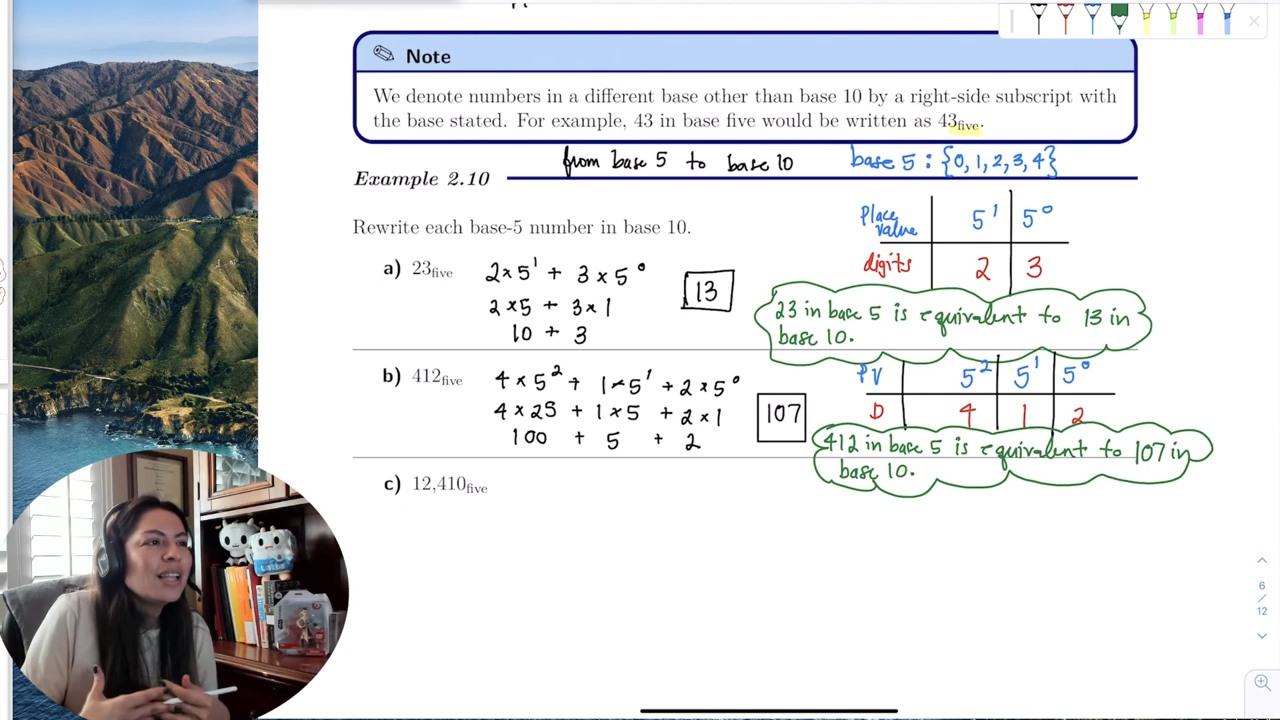 Note
We denote numbers in a different base other than base 10 by a right-side subscript with
the base stated. For example, 43 in base five would be written as 43five.
from base 5 to base 10
base 5 : {0, 1, 2, 3, 4}
Example 2.10
Rewrite each base-5 number in base 10.
Place value 5¹ 5⁰
digits 2 3
a) 23five
2×5¹ + 3×5⁰
2×5 + 3×1
10 + 3
13
23 in base 5 is equivalent to 13 in
base 10.
b) 412five
4×5² + 1×5¹ + 2×5⁰
4×25 + 1×5 + 2×1
100 + 5 + 2
107
PV 5² 5¹ 5⁰
D 4 1 2
412 in base 5 is equivalent to 107 in
base 10.
c) 12,410five
6
/
12